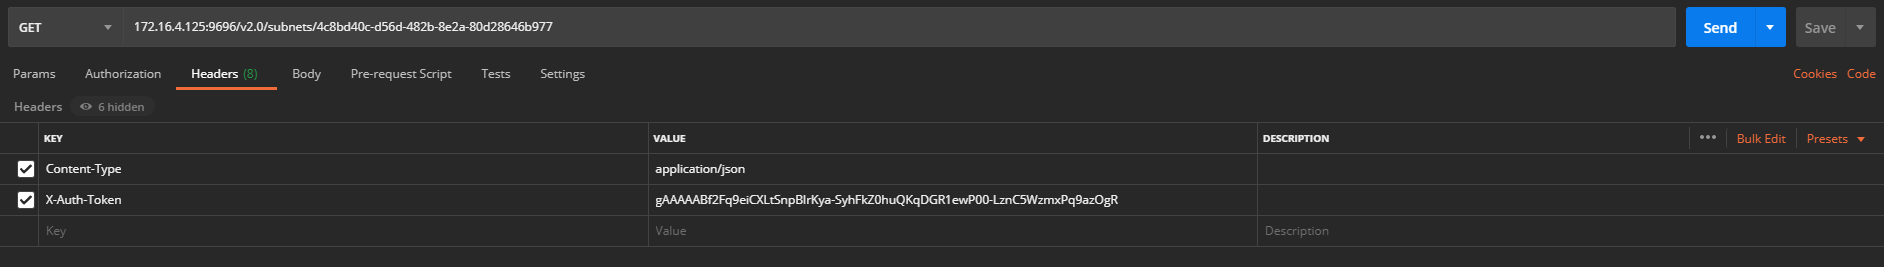 GET 172.16.4.125:9696/v2.0/subnets/4c8bd40c-d56d-482b-8e2a-80d28646b977 Send Save
Params Authorization Headers (8) Body Pre-request Script Tests Settings Cookies Code
Headers 6 hidden
KEY VALUE DESCRIPTION ••• Bulk Edit Presets
Content-Type application/json
X-Auth-Token gAAAAABf2Fq9eiCXLtSnpBIrKya-SyhFkZ0huQKqDGR1ewP00-LznC5WzmxPq9azOgR
Key Value Description